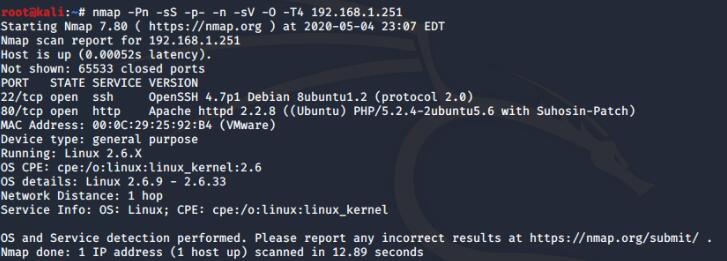 root@kali:~# nmap -Pn -sS -p- -n -sV -O -T4 192.168.1.251
Starting Nmap 7.80 ( https://nmap.org ) at 2020-05-04 23:07 EDT
Nmap scan report for 192.168.1.251
Host is up (0.00052s latency).
Not shown: 65533 closed ports
PORT   STATE SERVICE VERSION
22/tcp open  ssh     OpenSSH 4.7p1 Debian 8ubuntu1.2 (protocol 2.0)
80/tcp open  http    Apache httpd 2.2.8 ((Ubuntu) PHP/5.2.4-2ubuntu5.6 with Suhosin-Patch)
MAC Address: 00:0C:29:25:92:B4 (VMware)
Device type: general purpose
Running: Linux 2.6.X
OS CPE: cpe:/o:linux:linux_kernel:2.6
OS details: Linux 2.6.9 - 2.6.33
Network Distance: 1 hop
Service Info: OS: Linux; CPE: cpe:/o:linux:linux_kernel
OS and Service detection performed. Please report any incorrect results at https://nmap.org/submit/ .
Nmap done: 1 IP address (1 host up) scanned in 12.89 seconds